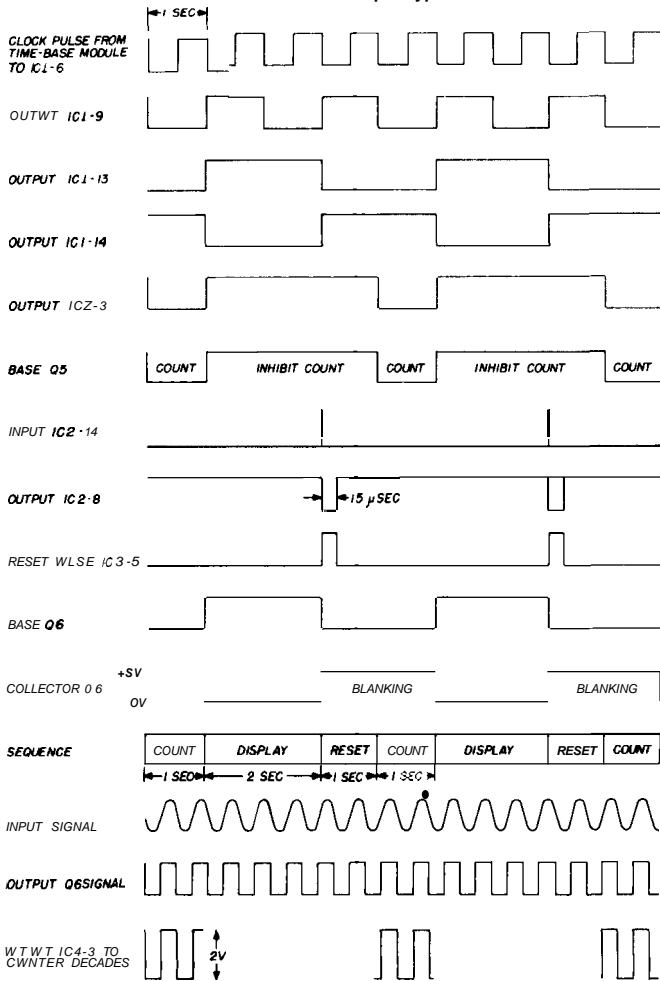 1 SEC
CLOCK PULSE FROM
TIME-BASE MODULE
TO IC1-6
OUTWT IC1-9
OUTPUT IC1-13
OUTPUT IC1-14
OUTPUT ICZ-3
BASE Q5 COUNT INHIBIT COUNT COUNT INHIBIT COUNT COUNT
INPUT IC2-14
OUTPUT IC2-8 15 μSEC
RESET WLSE IC3-5
BASE Q6
+SV
COLLECTOR 06 BLANKING BLANKING
OV
SEQUENCE COUNT DISPLAY RESET COUNT DISPLAY RESET COUNT
1 SEC 2 SEC 1 SEC 1 SEC
INPUT SIGNAL
OUTPUT Q6SIGNAL
WTWT IC4-3 TO 2V
CWNTER DECADES